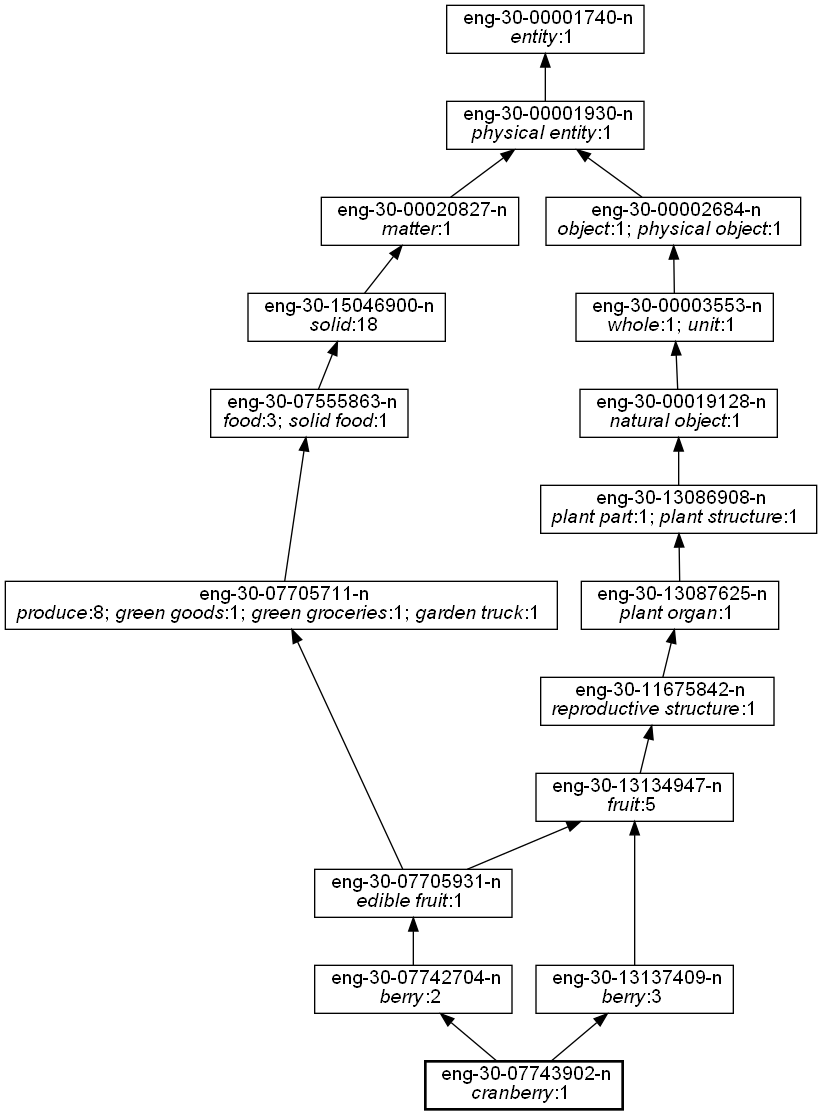 eng-30-00001740-n
entity:1
eng-30-00001930-n
physical entity:1
eng-30-00020827-n
matter:1
eng-30-00002684-n
object:1; physical object:1
eng-30-15046900-n
solid:18
eng-30-00003553-n
whole:1; unit:1
eng-30-07555863-n
food:3; solid food:1
eng-30-00019128-n
natural object:1
eng-30-13086908-n
plant part:1; plant structure:1
eng-30-07705711-n
produce:8; green goods:1; green groceries:1; garden truck:1
eng-30-13087625-n
plant organ:1
eng-30-11675842-n
reproductive structure:1
eng-30-13134947-n
fruit:5
eng-30-07705931-n
edible fruit:1
eng-30-07742704-n
berry:2
eng-30-13137409-n
berry:3
eng-30-07743902-n
cranberry:1